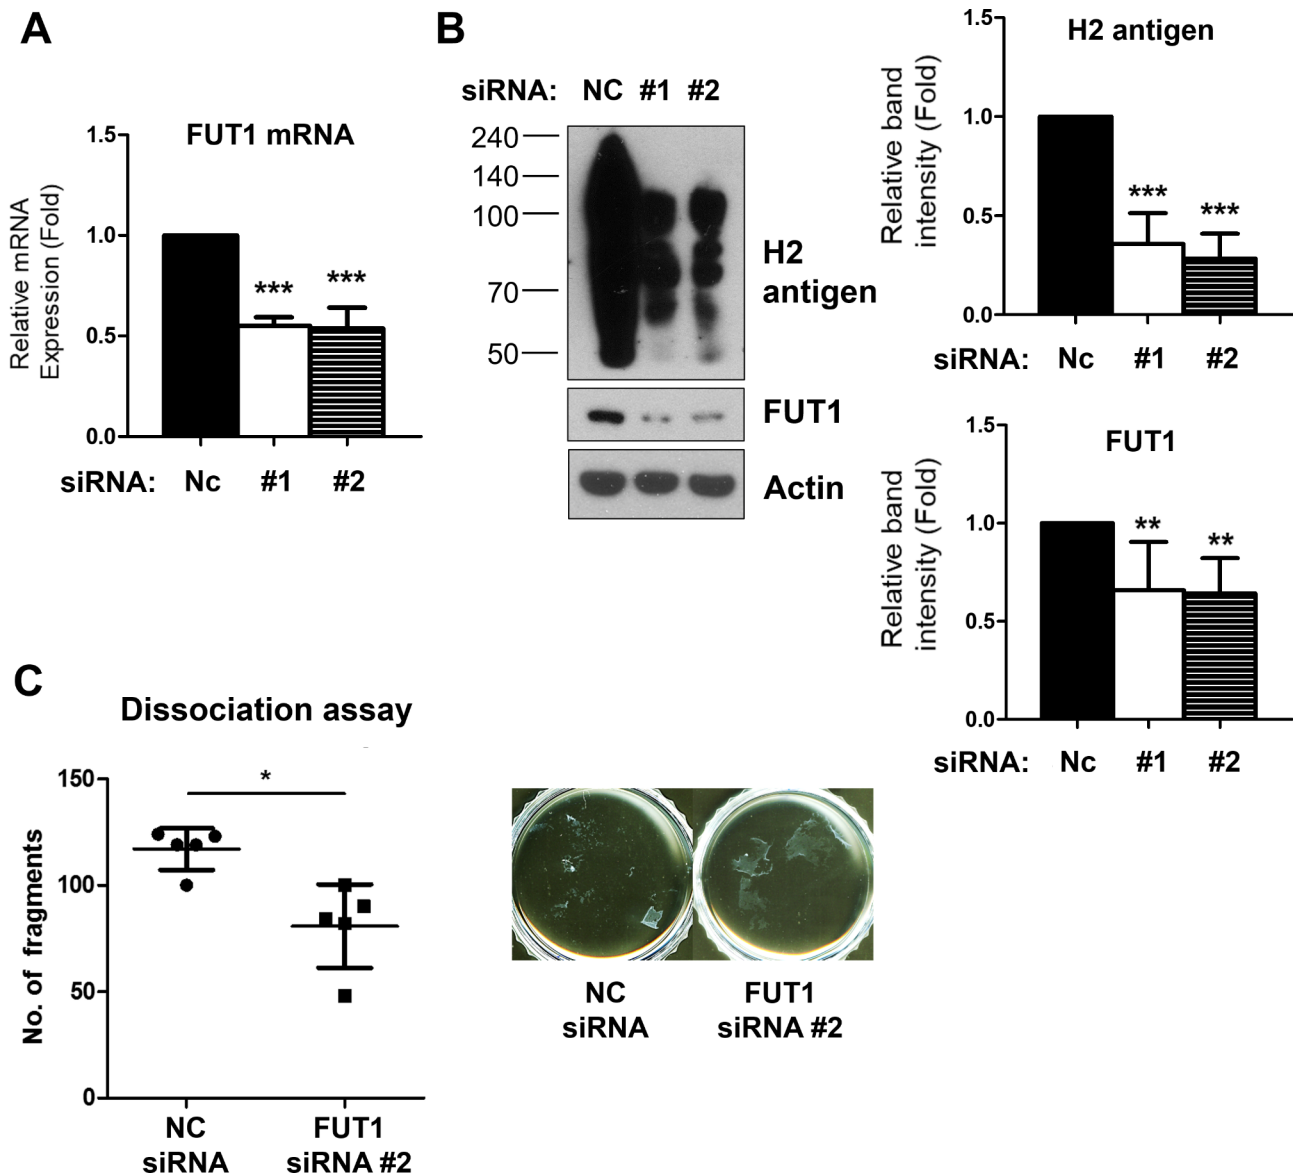 A
FUT1 mRNA
Relative mRNA
Expression (Fold)
1.5
1.0
0.5
0.0
***
***
siRNA: Nc #1 #2
B
siRNA: NC #1 #2
240
140
100
70
50
H2
antigen
FUT1
Actin
H2 antigen
Relative band
intensity (Fold)
1.5
1.0
0.5
0.0
***
***
siRNA: Nc #1 #2
FUT1
Relative band
intensity (Fold)
1.5
1.0
0.5
0.0
**
**
siRNA: Nc #1 #2
C
Dissociation assay
No. of fragments
150
100
50
0
*
NC
siRNA
FUT1
siRNA #2
NC
siRNA
FUT1
siRNA #2